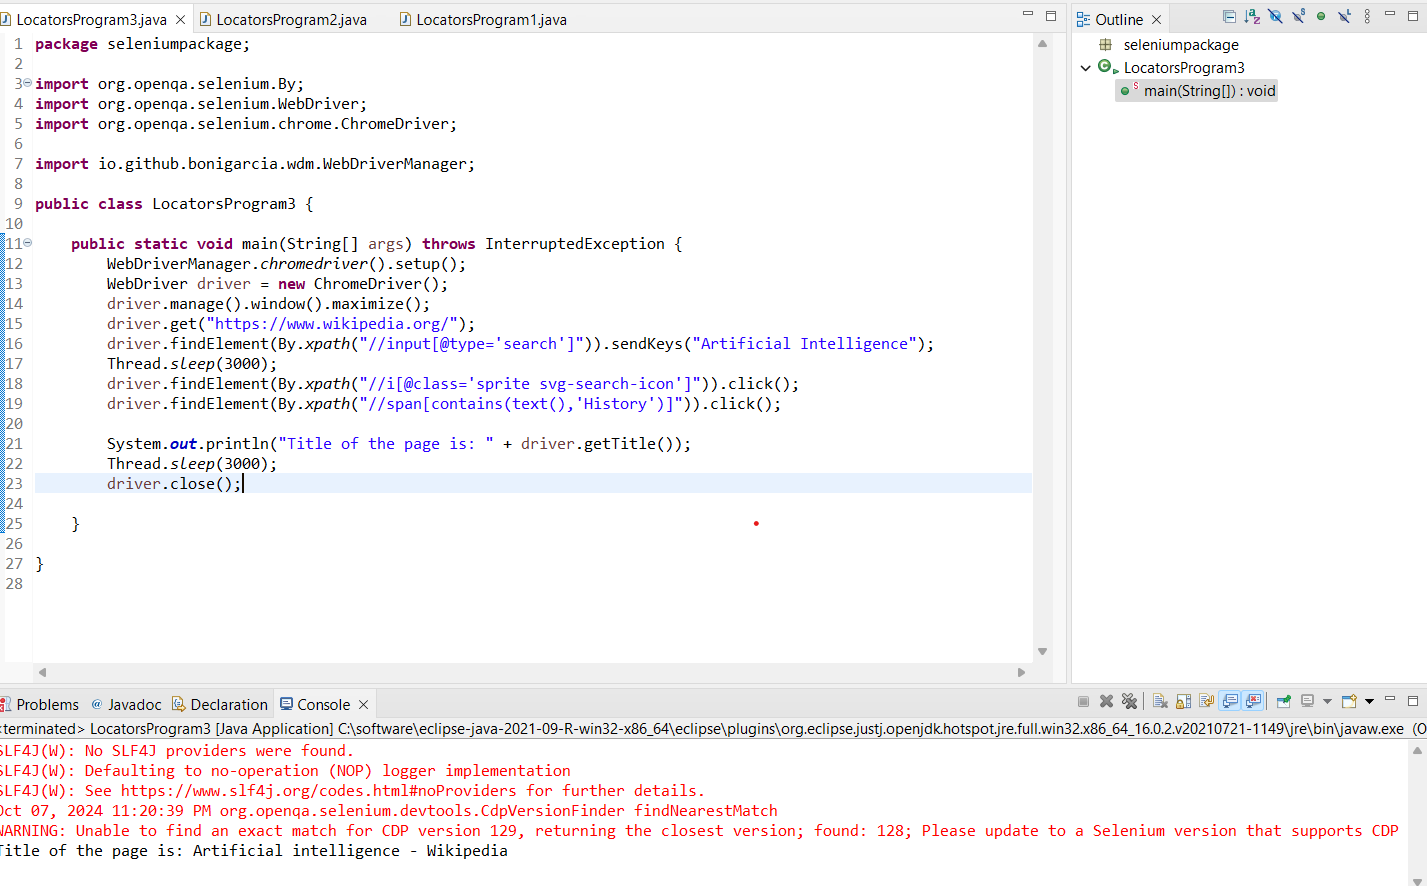 LocatorsProgram3.java
LocatorsProgram2.java
LocatorsProgram1.java
1 package seleniumpackage;
2
3 import org.openqa.selenium.By;
4 import org.openqa.selenium.WebDriver;
5 import org.openqa.selenium.chrome.ChromeDriver;
6
7 import io.github.bonigarcia.wdm.WebDriverManager;
8
9 public class LocatorsProgram3 {
10
11 public static void main(String[] args) throws InterruptedException {
12 WebDriverManager.chromedriver().setup();
13 WebDriver driver = new ChromeDriver();
14 driver.manage().window().maximize();
15 driver.get("https://www.wikipedia.org/");
16 driver.findElement(By.xpath("//input[@type='search']")).sendKeys("Artificial Intelligence");
17 Thread.sleep(3000);
18 driver.findElement(By.xpath("//i[@class='sprite svg-search-icon']")).click();
19 driver.findElement(By.xpath("//span[contains(text(),'History')]")).click();
20
21 System.out.println("Title of the page is: " + driver.getTitle());
22 Thread.sleep(3000);
23 driver.close();
24
25 }
26
27 }
28
Outline
seleniumpackage
LocatorsProgram3
main(String[]) : void
Problems @ Javadoc Declaration Console
<terminated> LocatorsProgram3 [Java Application] C:\software\eclipse-java-2021-09-R-win32-x86_64\eclipse\plugins\org.eclipse.justj.openjdk.hotspot.jre.full.win32.x86_64_16.0.2.v20210721-1149\jre\bin\javaw.exe (O
SLF4J(W): No SLF4J providers were found.
SLF4J(W): Defaulting to no-operation (NOP) logger implementation
SLF4J(W): See https://www.slf4j.org/codes.html#noProviders for further details.
Oct 07, 2024 11:20:39 PM org.openqa.selenium.devtools.CdpVersionFinder findNearestMatch
WARNING: Unable to find an exact match for CDP version 129, returning the closest version; found: 128; Please update to a Selenium version that supports CDP
Title of the page is: Artificial intelligence - Wikipedia